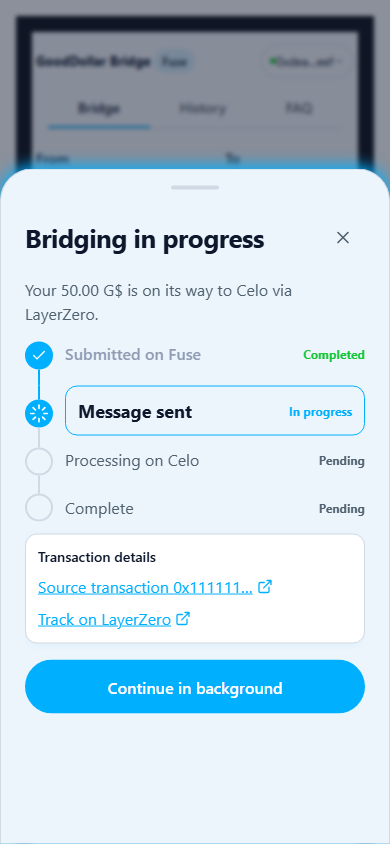 GoodDollar Bridge Fuse
Bridge History FAQ
From To
Bridging in progress
Your 50.00 G$ is on its way to Celo via
LayerZero.
Submitted on Fuse Completed
Message sent In progress
Processing on Celo Pending
Complete Pending
Transaction details
Source transaction 0x111111...
Track on LayerZero
Continue in background